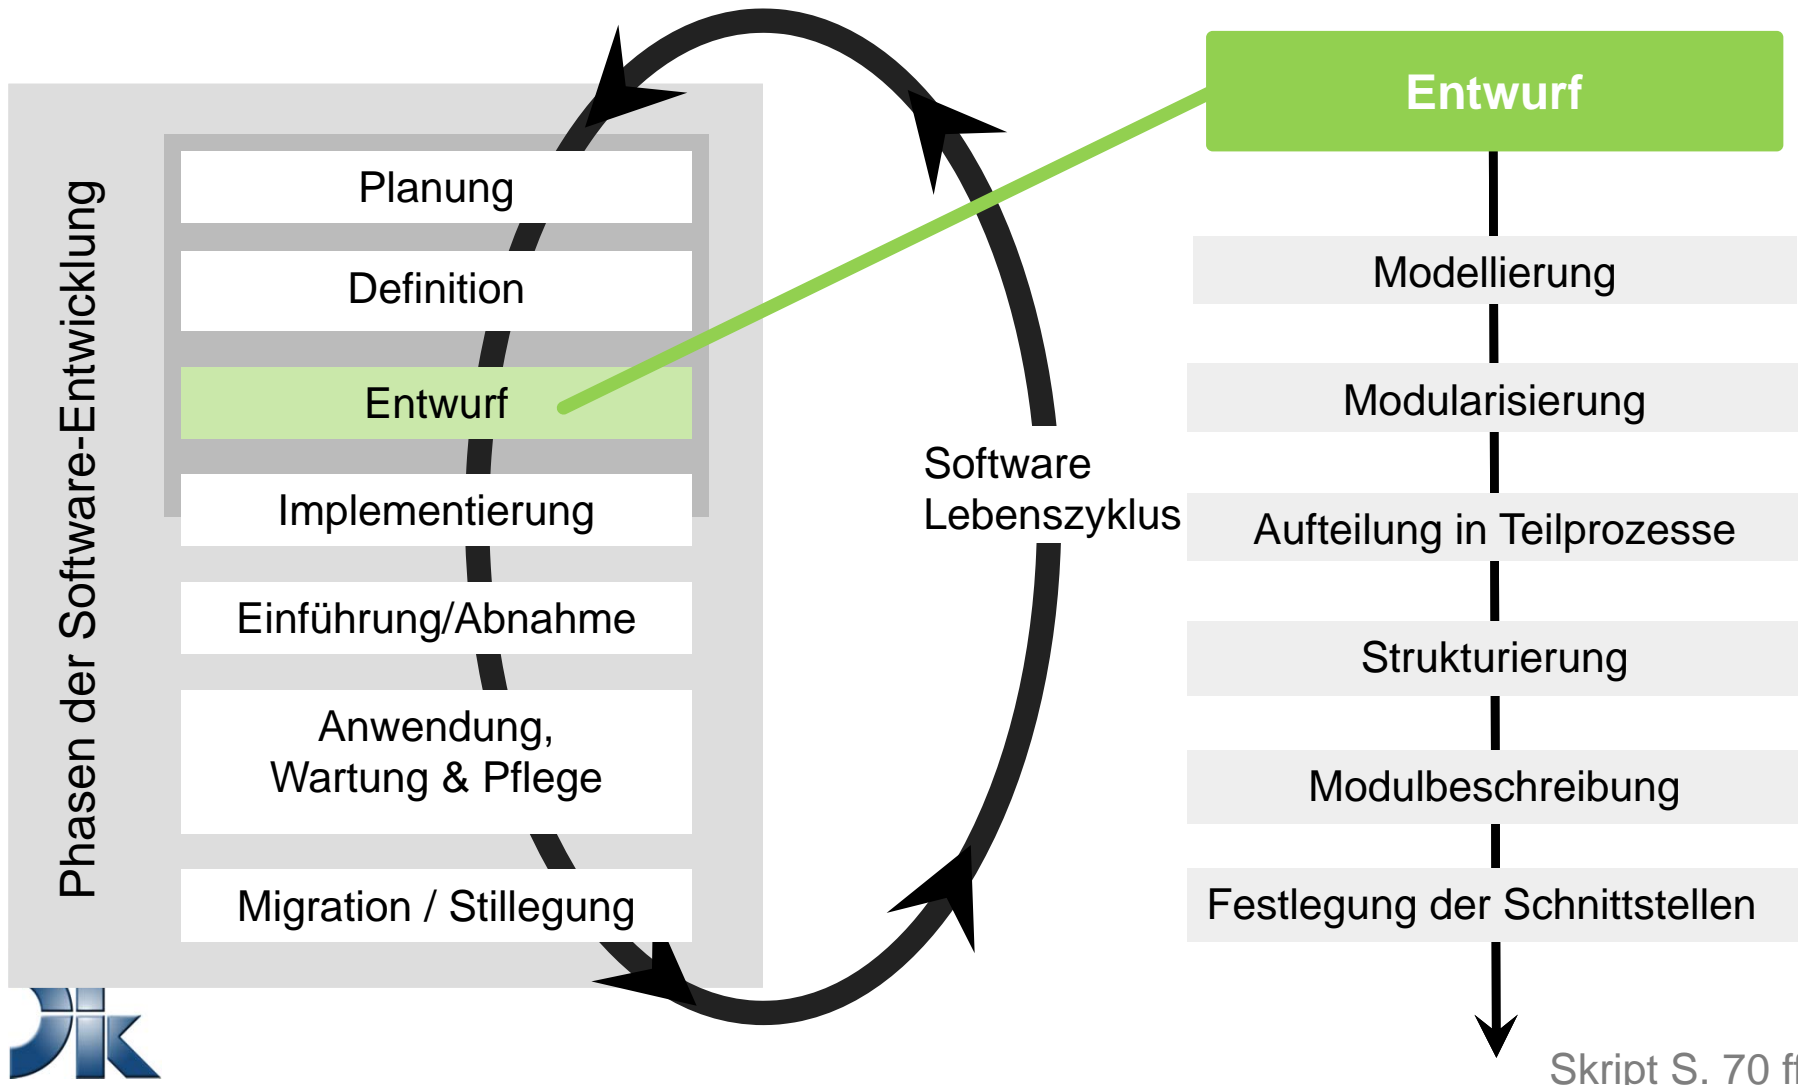 Phasen der Software-Entwicklung
Planung
Definition
Entwurf
Implementierung
Einführung/Abnahme
Anwendung,
Wartung & Pflege
Migration / Stillegung
Software
Lebenszyklus
Entwurf
Modellierung
Modularisierung
Aufteilung in Teilprozesse
Strukturierung
Modulbeschreibung
Festlegung der Schnittstellen
Skript S. 70 ff